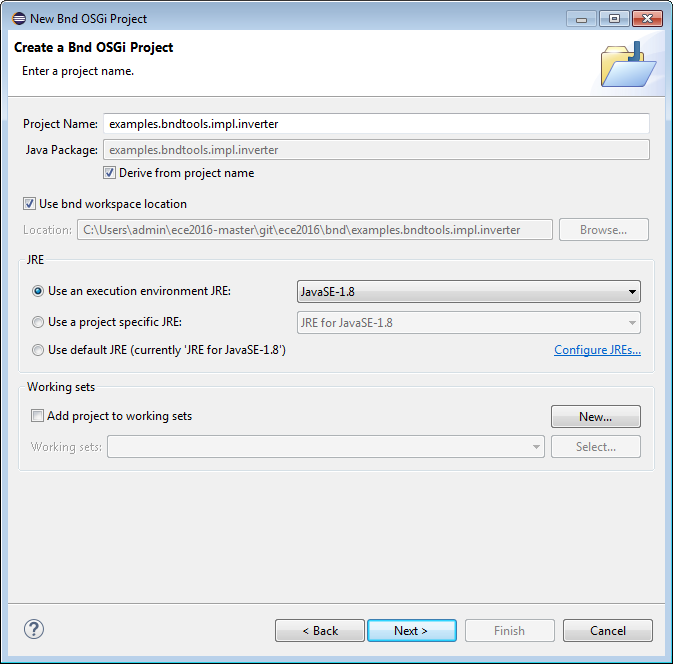 New Bnd OSGi Project
Create a Bnd OSGi Project
Enter a project name.
Project Name: examples.bndtools.impl.inverter
Java Package: examples.bndtools.impl.inverter
Derive from project name
Use bnd workspace location
Location: C:\Users\admin\ece2016-master\git\ece2016\bnd\examples.bndtools.impl.inverter Browse...
JRE
Use an execution environment JRE: JavaSE-1.8
Use a project specific JRE: JRE for JavaSE-1.8
Use default JRE (currently 'JRE for JavaSE-1.8') Configure JREs...
Working sets
Add project to working sets New...
Working sets: Select...
? < Back Next > Finish Cancel